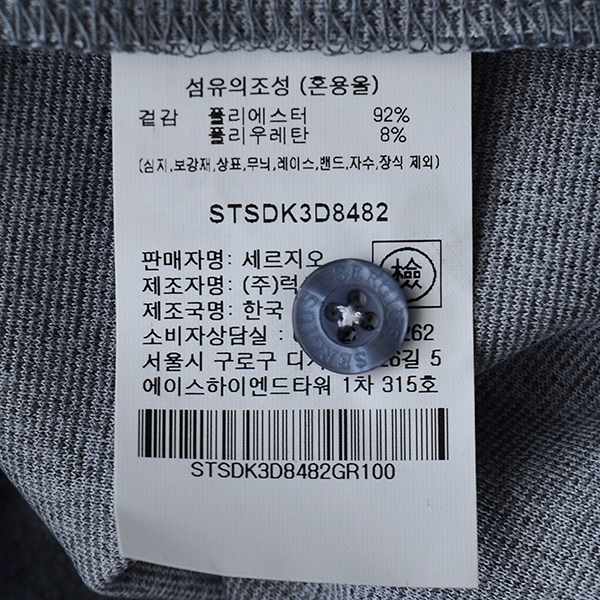 섬유의조성 (혼용율)
겉감 폴리에스터 92%
폴리우레탄 8%
(심지,보강재,상표,무늬,레이스,밴드,자수,장식 제외)
STSDK3D8482
판매자명: 세르지오
제조자명: (주)럭
제조국명: 한국
檢
소비자상담실 : 262
서울시 구로구 디 26길 5
에이스하이엔드타워 1차 315호
STSDK3D8482GR100
SERGIO
SERGIO